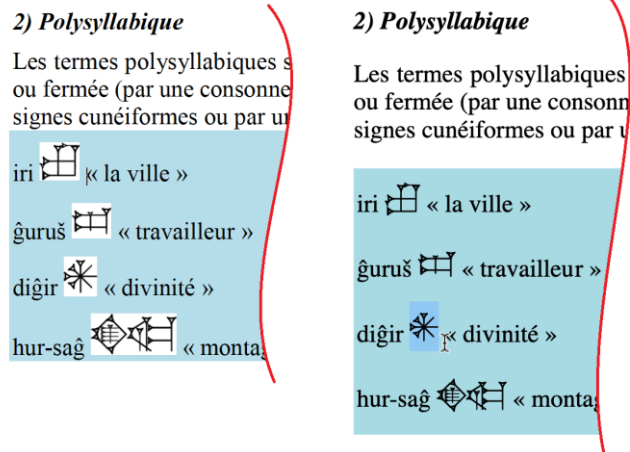 2) Polysyllabique
Les termes polysyllabiques s
ou fermée (par une consonne
signes cunéiformes ou par u
iri 𒌷 « la ville »
ĝuruš 𒆗 « travailleur »
diĝir 𒀭 « divinité »
hur-saĝ 𒄯𒊕 « monta
2) Polysyllabique
Les termes polysyllabiques
ou fermée (par une consonn
signes cunéiformes ou par
iri 𒌷 « la ville »
ĝuruš 𒆗 « travailleur »
diĝir 𒀭 « divinité »
hur-saĝ 𒄯𒊕 « monta